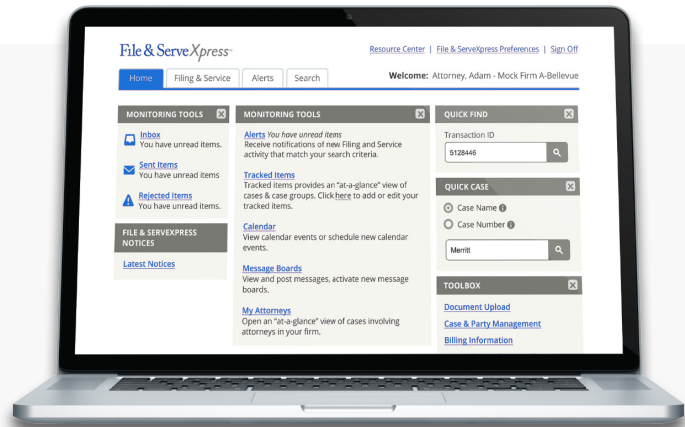 File & ServeXpress
Resource Center | File & ServeXpress Preferences | Sign Off
Home
Filing & Service
Alerts
Search
Welcome: Attorney, Adam - Mock Firm A-Bellevue
MONITORING TOOLS
Inbox
You have unread items.
Sent Items
You have unread items
Rejected Items
You have unread items.
FILE & SERVEXPRESS
NOTICES
Latest Notices
MONITORING TOOLS
Alerts You have unread items
Receive notifications of new Filing and Service
activity that match your search criteria.
Tracked Items
Tracked items provides an "at-a-glance" view of
cases & case groups. Click here to add or edit your
tracked items.
Calendar
View calendar events or schedule new calendar
events.
Message Boards
View and post messages, activate new message
boards.
My Attorneys
Open an "at-a-glance" view of cases involving
attorneys in your firm.
QUICK FIND
Transaction ID
5128446
QUICK CASE
Case Name
Case Number
Merritt
TOOLBOX
Document Upload
Case & Party Management
Billing Information